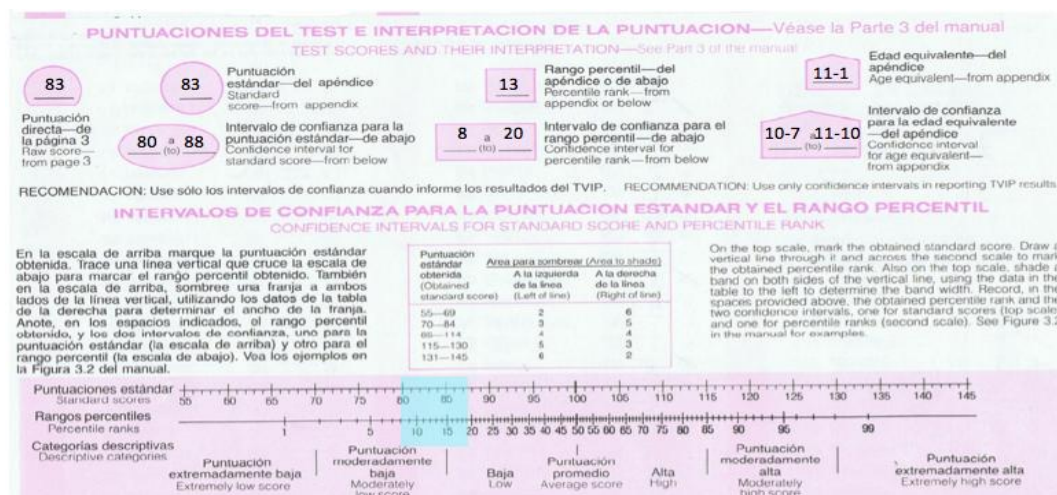 PUNTUACIONES DEL TEST E INTERPRETACION DE LA PUNTUACION—Véase la Parte 3 del manual
TEST SCORES AND THEIR INTERPRETATION—See Part 3 of the manual
83
Puntuación
directa—de
la página 3
Raw score—
from page 3
83
Puntuación
estándar—del apéndice
Standard
score—from appendix
13
Rango percentil—del
apéndice o de abajo
Percentile rank—from
appendix or below
11-1
Edad equivalente—del
apéndice
Age equivalent—from appendix
80 a (to) 88
Intervalo de confianza para la
puntuación estándar—de abajo
Confidence interval for
standard score—from below
8 a (to) 20
Intervalo de confianza para el
rango percentil—de abajo
Confidence interval for
percentile rank—from below
10-7 a (to) 11-10
Intervalo de confianza
para la edad equivalente
—del apéndice
Confidence interval
for age equivalent—
from appendix
RECOMENDACION: Use sólo los intervalos de confianza cuando informe los resultados del TVIP. RECOMMENDATION: Use only confidence intervals in reporting TVIP results
INTERVALOS DE CONFIANZA PARA LA PUNTUACION ESTANDAR Y EL RANGO PERCENTIL
CONFIDENCE INTERVALS FOR STANDARD SCORE AND PERCENTILE RANK
En la escala de arriba marque la puntuación estándar
obtenida. Trace una línea vertical que cruce la escala de
abajo para marcar el rango percentil obtenido. También
en la escala de arriba, sombree una franja a ambos
lados de la línea vertical, utilizando los datos de la tabla
de la derecha para determinar el ancho de la franja.
Anote, en los espacios indicados, el rango percentil
obtenido, y los dos intervalos de confianza, uno para la
puntuación estándar (la escala de arriba) y otro para el
rango percentil (la escala de abajo). Vea los ejemplos en
la Figura 3.2 del manual.
Puntuación
estándar
obtenida
(Obtained
standard score)
Area para sombrear (Area to shade)
A la izquierda
de la línea
(Left of line)
A la derecha
de la línea
(Right of line)
55—69 2 6
70—84 3 5
85—114 4 4
115—130 5 3
131—145 6 2
On the top scale, mark the obtained standard score. Draw a
vertical line through it and across the second scale to mark
the obtained percentile rank. Also on the top scale, shade a
band on both sides of the vertical line, using the data in the
table to the left to determine the band width. Record, in the
spaces provided above, the obtained percentile rank and the
two confidence intervals, one for standard scores (top scale)
and one for percentile ranks (second scale). See Figure 3.2
in the manual for examples.
Puntuaciones estándar
Standard scores
55 60 65 70 75 80 85 90 95 100 105 110 115 120 125 130 135 140 145
Rangos percentiles
Percentile ranks
1 5 10 15 20 25 30 35 40 45 50 55 60 65 70 75 80 85 90 95 99
Categorías descriptivas
Descriptive categories
Puntuación
extremadamente baja
Extremely low score
Puntuación
moderadamente
baja
Moderately
low score
Baja
Low
Puntuación
promedio
Average score
Alta
High
Puntuación
moderadamente
alta
Moderately
high score
Puntuación
extremadamente alta
Extremely high score